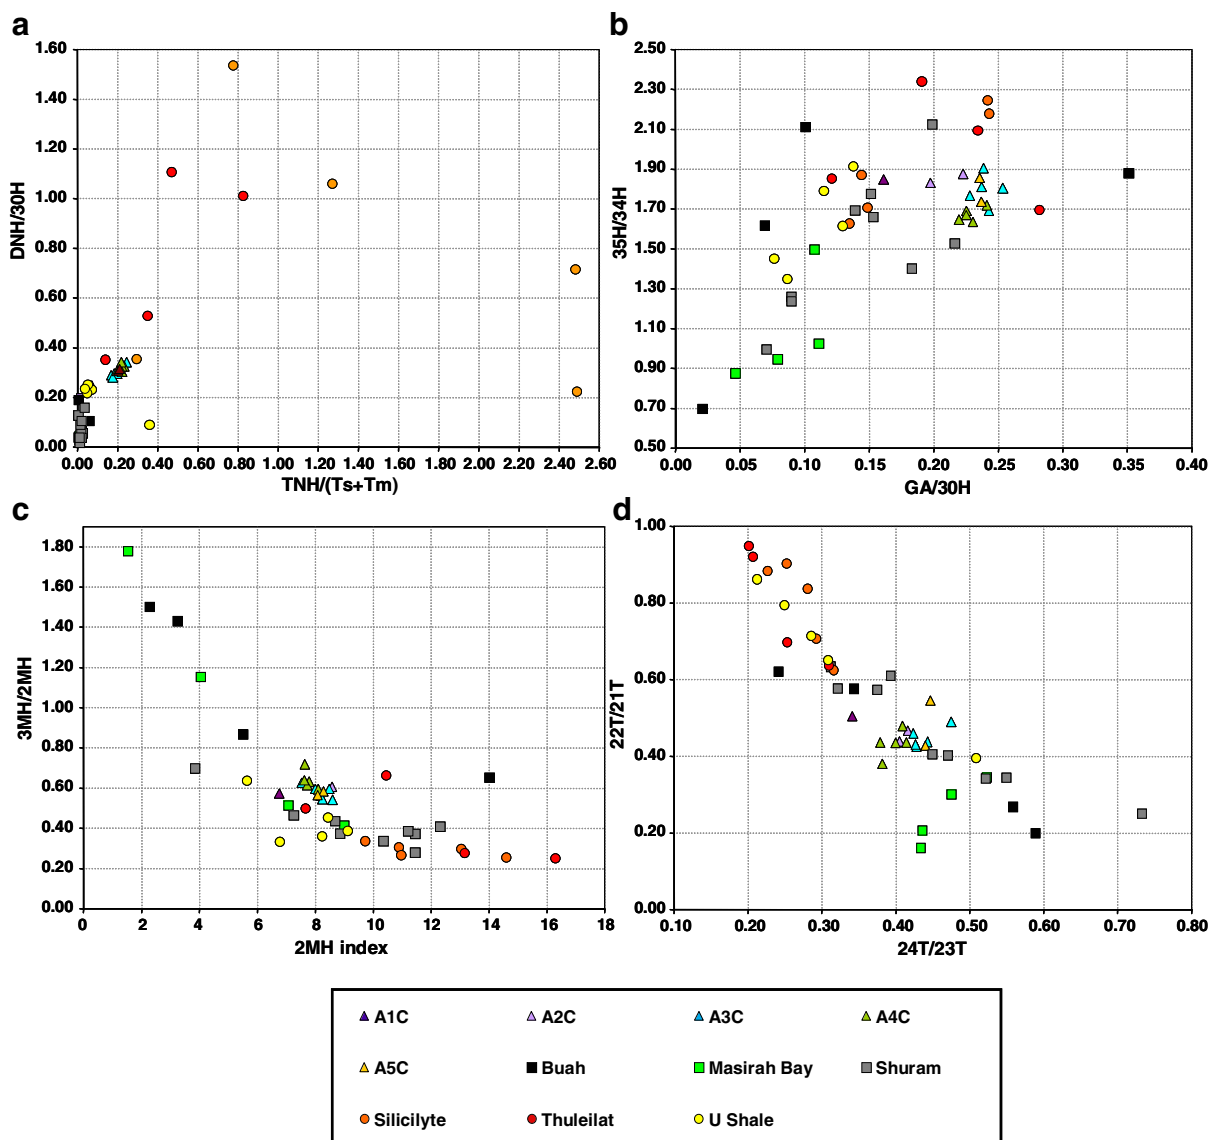 a
1.60
1.40
1.20
1.00
0.80
0.60
0.40
0.20
0.00
DNH/30H
0.00 0.20 0.40 0.60 0.80 1.00 1.20 1.40 1.60 1.80 2.00 2.20 2.40 2.60
TNH/(Ts+Tm)
b
2.50
2.30
2.10
1.90
1.70
1.50
1.30
1.10
0.90
0.70
0.50
35H/34H
0.00 0.05 0.10 0.15 0.20 0.25 0.30 0.35 0.40
GA/30H
c
1.80
1.60
1.40
1.20
1.00
0.80
0.60
0.40
0.20
0.00
3MH/2MH
0 2 4 6 8 10 12 14 16 18
2MH index
d
1.00
0.80
0.60
0.40
0.20
0.00
22T/21T
0.10 0.20 0.30 0.40 0.50 0.60 0.70 0.80
24T/23T
A1C A2C A3C A4C
A5C Buah Masirah Bay Shuram
Silicilyte Thuleilat U Shale